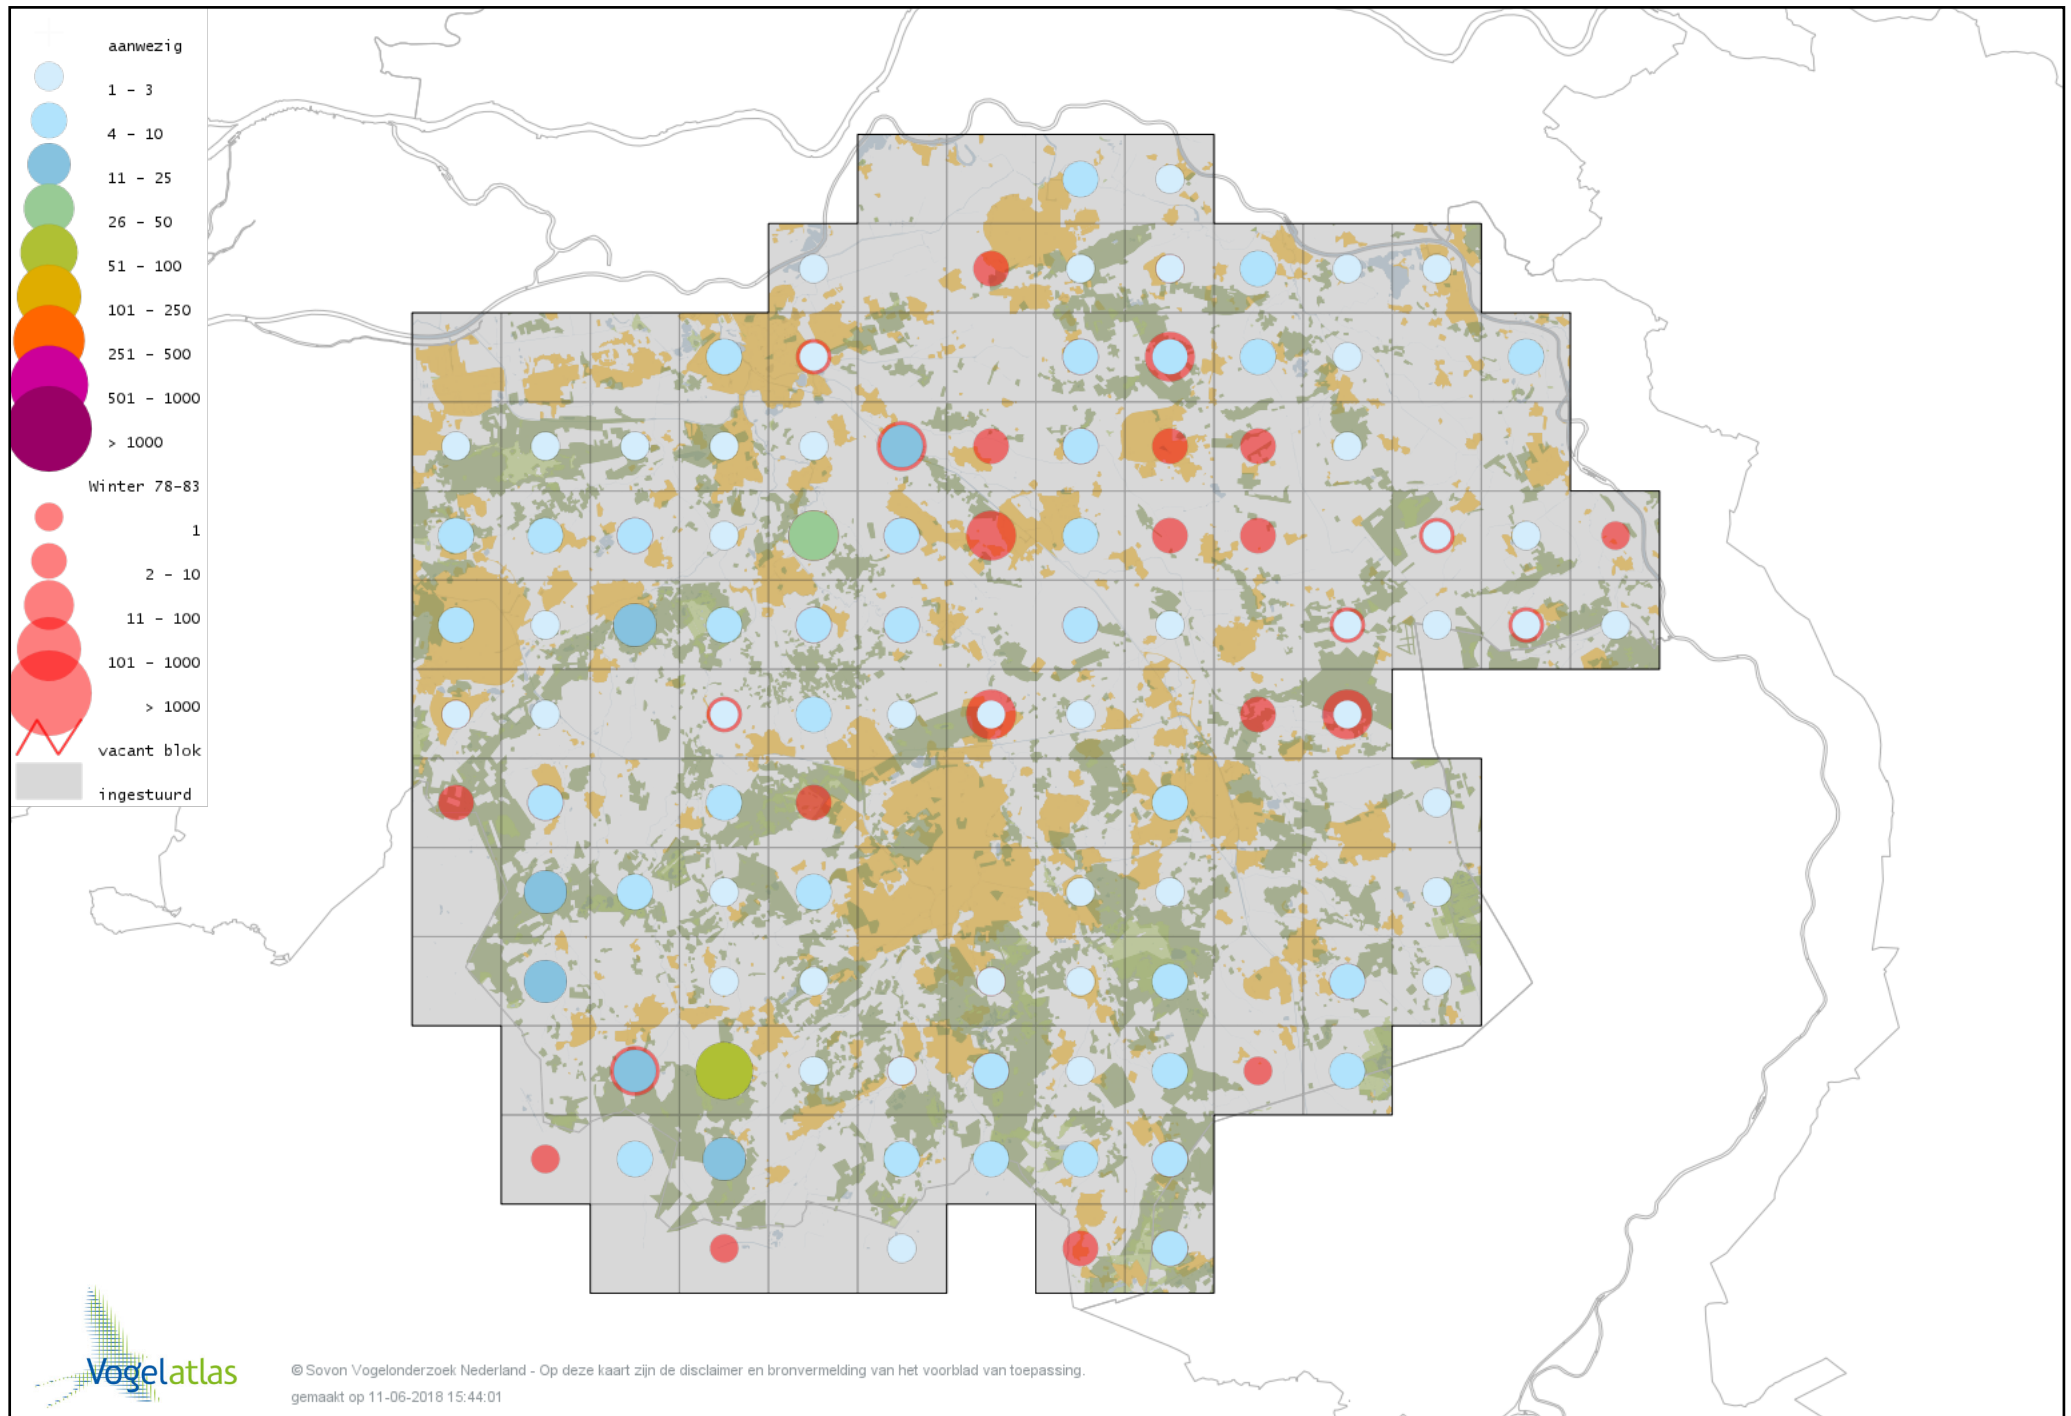 aanwezig
1 - 3
4 - 10
11 - 25
26 - 50
51 - 100
101 - 250
251 - 500
501 - 1000
> 1000
Winter 78-83
1
2 - 10
11 - 100
101 - 1000
> 1000
vacant blok
ingestuurd
Vogelatlas
© Sovon Vogelonderzoek Nederland - Op deze kaart zijn de disclaimer en bronvermelding van het voorblad van toepassing.
gemaakt op 11-06-2018 15:44:01